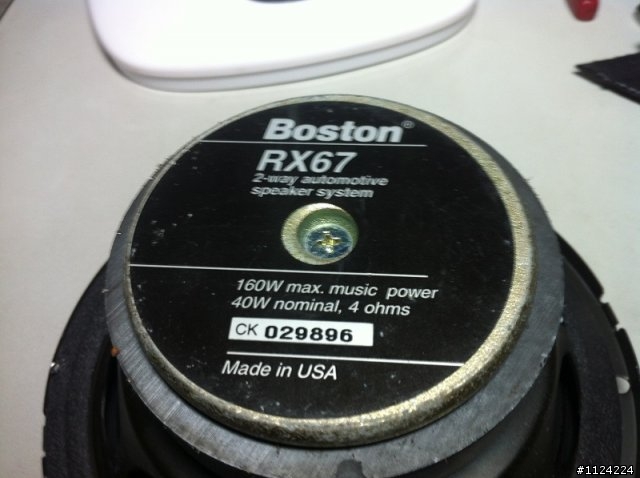 Boston®
RX67
2-way automotive
speaker system
160W max. music power
40W nominal, 4 ohms
CK 029896
Made in USA
#1124224